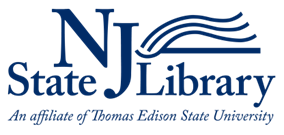 NJ
State Library
An affiliate of Thomas Edison State University